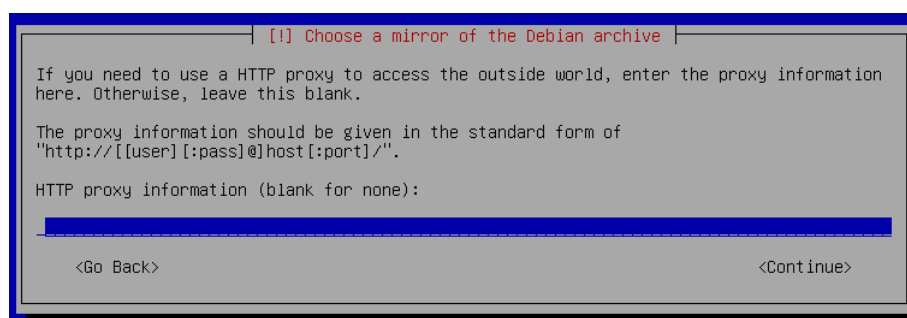 [!] Choose a mirror of the Debian archive
If you need to use a HTTP proxy to access the outside world, enter the proxy information
here. Otherwise, leave this blank.
The proxy information should be given in the standard form of
"http://[[user][:pass]@]host[:port]/".
HTTP proxy information (blank for none):
<Go Back> <Continue>